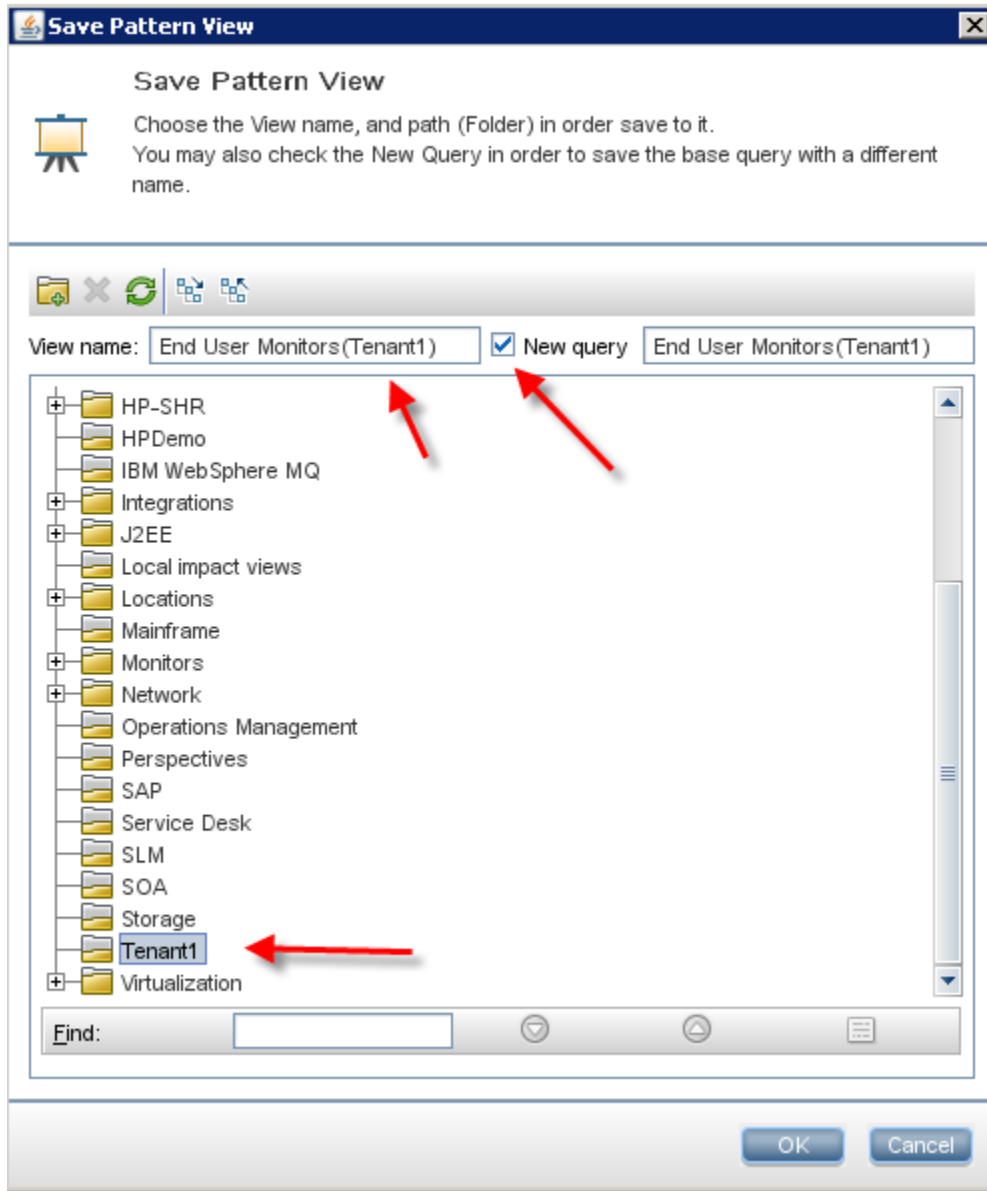 Save Pattern View
Save Pattern View
Choose the View name, and path (Folder) in order save to it.
You may also check the New Query in order to save the base query with a different
name.
View name: End User Monitors(Tenant1) New query End User Monitors(Tenant1)
HP-SHR
HPDemo
IBM WebSphere MQ
Integrations
J2EE
Local impact views
Locations
Mainframe
Monitors
Network
Operations Management
Perspectives
SAP
Service Desk
SLM
SOA
Storage
Tenant1
Virtualization
Find:
OK Cancel